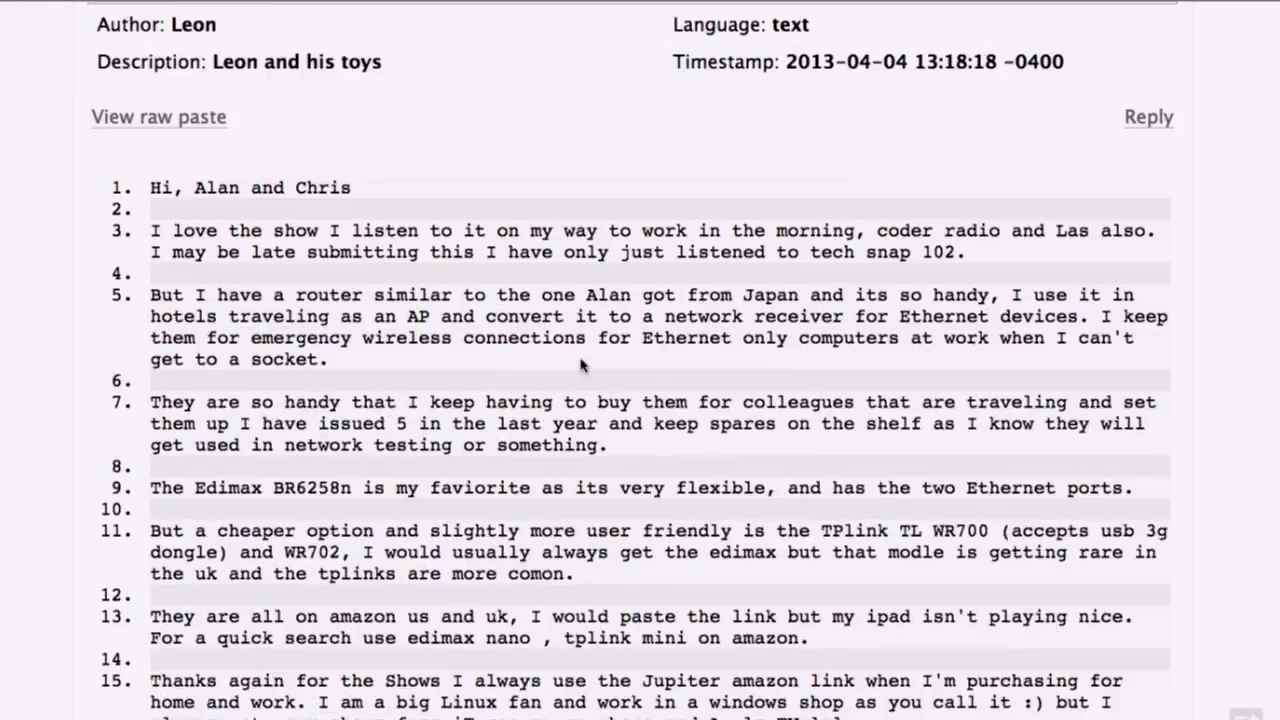 Author: Leon
Language: text
Description: Leon and his toys
Timestamp: 2013-04-04 13:18:18 -0400
View raw paste
Reply
1. Hi, Alan and Chris
2.
3. I love the show I listen to it on my way to work in the morning, coder radio and Las also.
I may be late submitting this I have only just listened to tech snap 102.
4.
5. But I have a router similar to the one Alan got from Japan and its so handy, I use it in
hotels traveling as an AP and convert it to a network receiver for Ethernet devices. I keep
them for emergency wireless connections for Ethernet only computers at work when I can't
get to a socket.
6.
7. They are so handy that I keep having to buy them for colleagues that are traveling and set
them up I have issued 5 in the last year and keep spares on the shelf as I know they will
get used in network testing or something.
8.
9. The Edimax BR6258n is my faviorite as its very flexible, and has the two Ethernet ports.
10.
11. But a cheaper option and slightly more user friendly is the TPlink TL WR700 (accepts usb 3g
dongle) and WR702, I would usually always get the edimax but that modle is getting rare in
the uk and the tplinks are more comon.
12.
13. They are all on amazon us and uk, I would paste the link but my ipad isn't playing nice.
For a quick search use edimax nano , tplink mini on amazon.
14.
15. Thanks again for the Shows I always use the Jupiter amazon link when I'm purchasing for
home and work. I am a big Linux fan and work in a windows shop as you call it :) but I